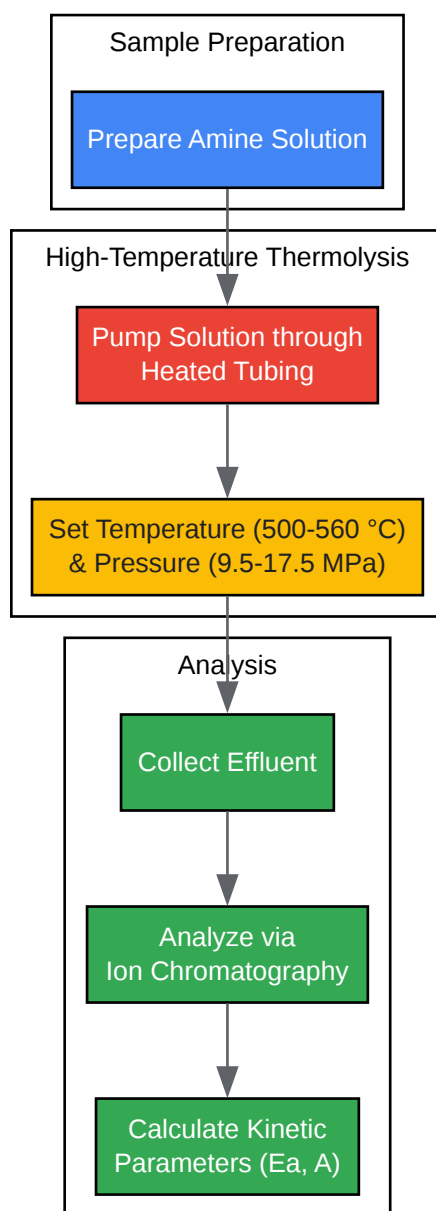 Sample Preparation
Prepare Amine Solution
High-Temperature Thermolysis
Pump Solution through
Heated Tubing
Set Temperature (500-560 °C)
& Pressure (9.5-17.5 MPa)
Analysis
Collect Effluent
Analyze via
Ion Chromatography
Calculate Kinetic
Parameters (Ea, A)